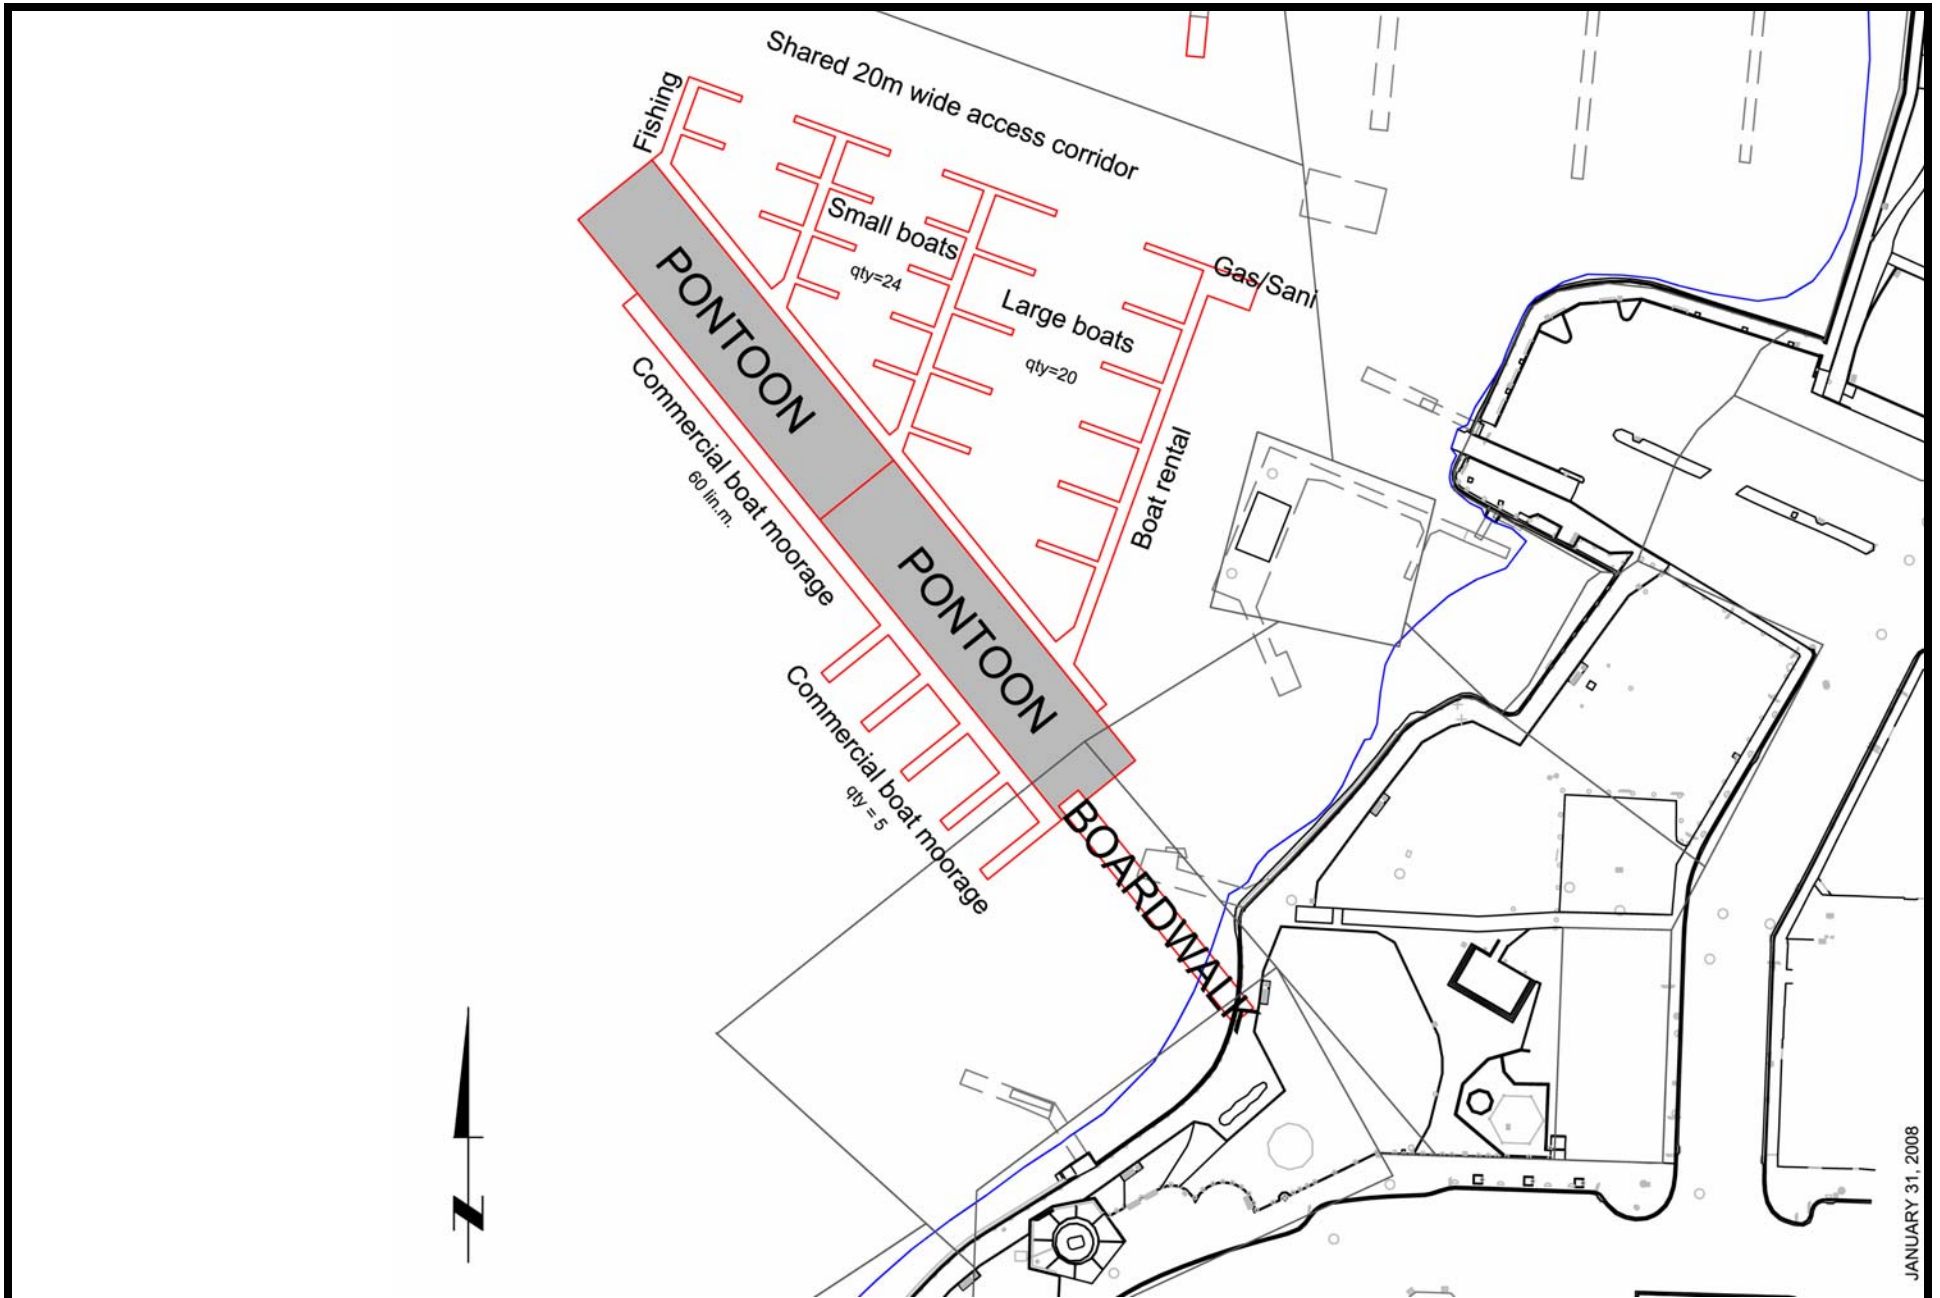 Shared 20m wide access corridor
Fishing
Small boats
qty=24
Gas/Sani
Large boats
qty=20
PONTOON
Commercial boat moorage
60 lin.m.
Boat rental
PONTOON
Commercial boat moorage
qty = 5
BOARDWALK
N
JANUARY 31, 2008